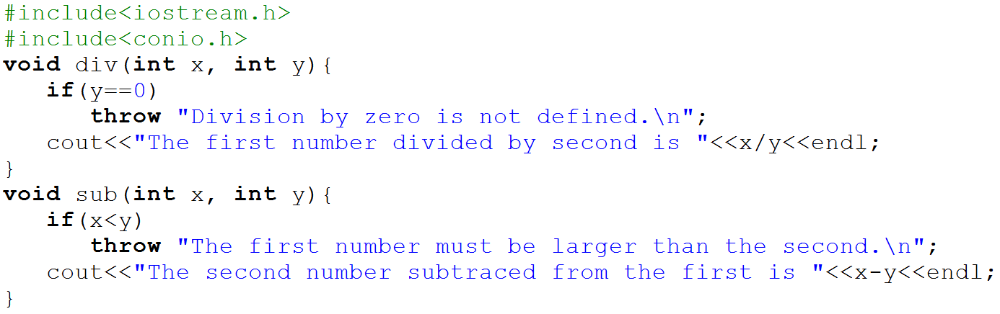 #include<iostream.h>
#include<conio.h>
void div(int x, int y){
   if(y==0)
      throw "Division by zero is not defined.\n";
   cout<<"The first number divided by second is "<<x/y<<endl;
}
void sub(int x, int y){
   if(x<y)
      throw "The first number must be larger than the second.\n";
   cout<<"The second number subtraced from the first is "<<x-y<<endl;
}